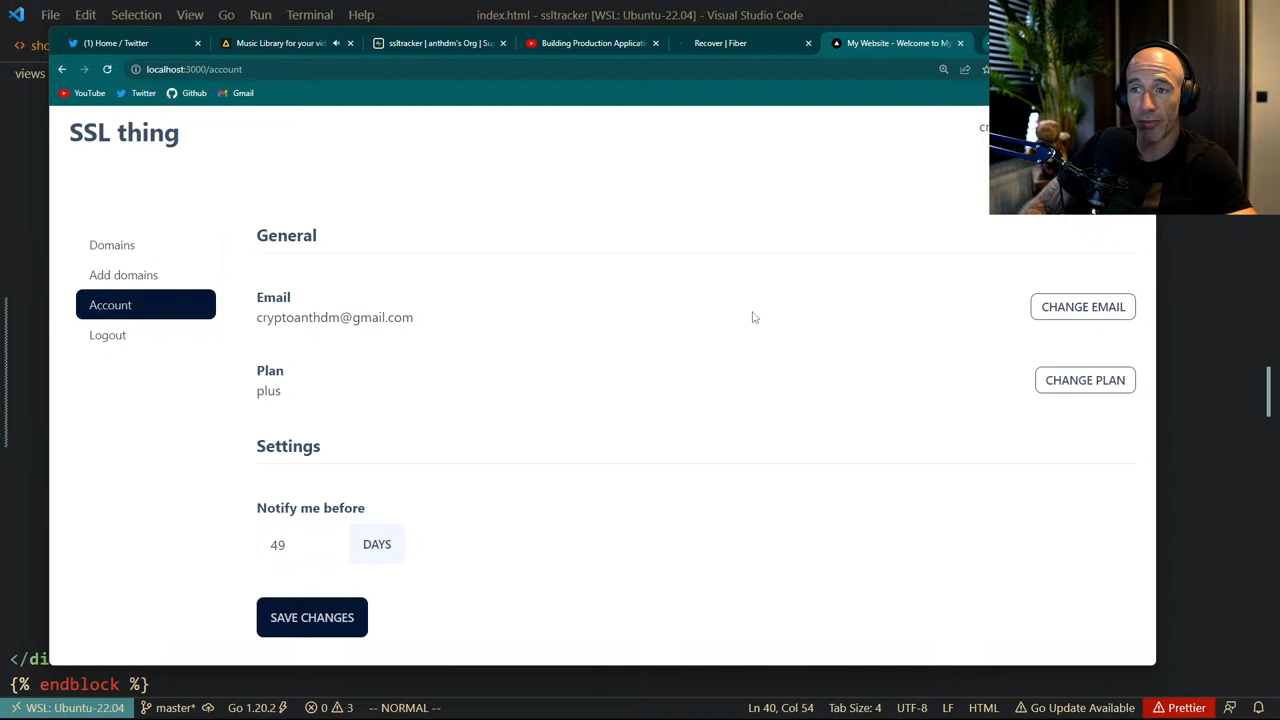 File Edit Selection View Go Run Terminal Help
index.html - ssltracker [WSL: Ubuntu-22.04] - Visual Studio Code
<> sho
views
(1) Home / Twitter
Music Library for your vid
ssltracker | anthdm's Org | Su
Building Production Applicati
Recover | Fiber
My Website - Welcome to My
localhost:3000/account
YouTube Twitter Github Gmail
SSL thing
cr
Domains
Add domains
Account
Logout
General
Email
cryptoanthdm@gmail.com
CHANGE EMAIL
Plan
plus
CHANGE PLAN
Settings
Notify me before
49 DAYS
SAVE CHANGES
</di
{% endblock %}
WSL: Ubuntu-22.04 master* Go 1.20.2 0 3 -- NORMAL -- Ln 40, Col 54 Tab Size: 4 UTF-8 LF HTML Go Update Available Prettier